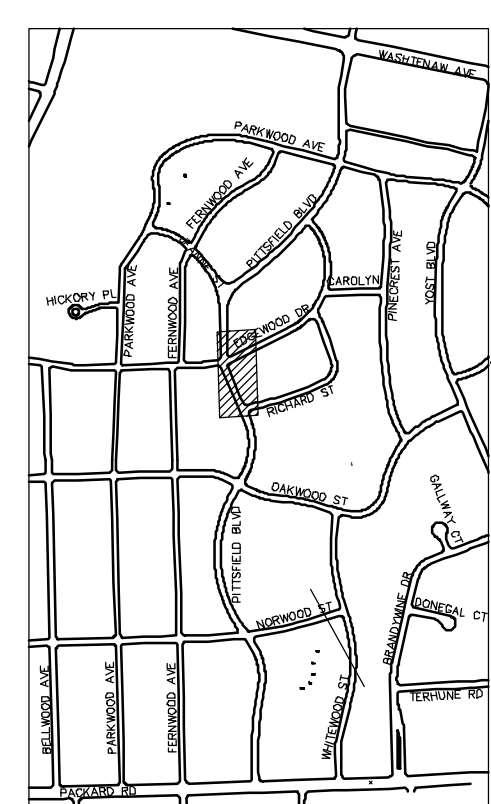 WASHTENAW AVE
PARKWOOD AVE
FERNWOOD AVE
PITTSFIELD BLVD
CAROLYN
PINECREST AVE
YOST BLVD
HICKORY PL
PARKWOOD AVE
FERNWOOD AVE
EDGEWOOD DR
RICHARD ST
OAKWOOD ST
GALLWAY CT
PITTSFIELD BLVD
NORWOOD ST
BRANDYWINE DR
DONEGAL CT
BELLWOOD AVE
PARKWOOD AVE
FERNWOOD AVE
WHITEWOOD ST
TERHUNE RD
PACKARD RD